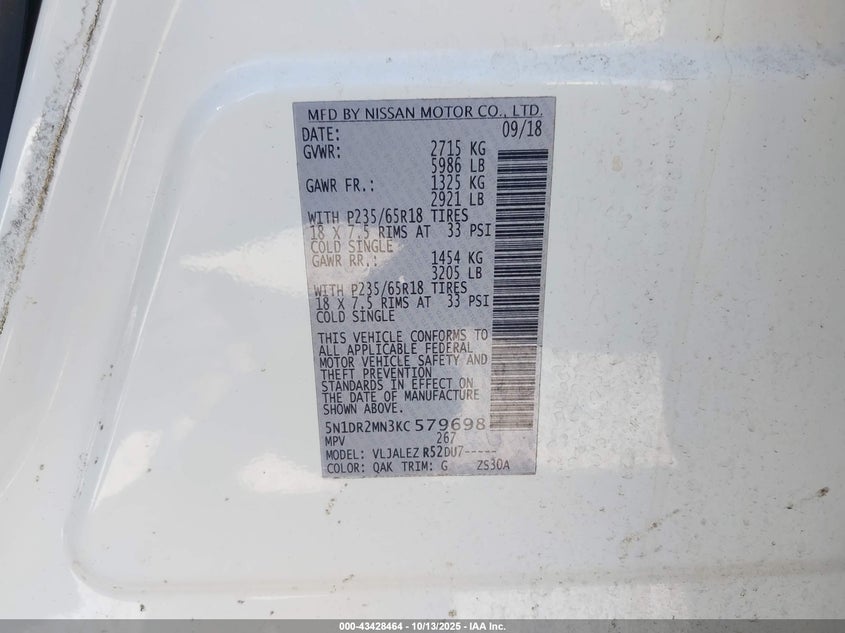 MFD BY NISSAN MOTOR CO., LTD.
DATE: 09/18
GVWR: 2715 KG
5986 LB
GAWR FR.: 1325 KG
2921 LB
WITH P235/65R18 TIRES
18 X 7.5 RIMS AT 33 PSI
COLD SINGLE
GAWR RR.: 1454 KG
3205 LB
WITH P235/65R18 TIRES
18 X 7.5 RIMS AT 33 PSI
COLD SINGLE
THIS VEHICLE CONFORMS TO
ALL APPLICABLE FEDERAL
MOTOR VEHICLE SAFETY AND
THEFT PREVENTION
STANDARDS IN EFFECT ON
THE DATE OF MANUFACTURE
SHOWN ABOVE.
5N1DR2MN3KC579698
MPV 267
MODEL: VLJALEZ R52DU7-----
COLOR: QAK TRIM: G ZS30A
000-43428464 | 10/13/2025 | IAA Inc.